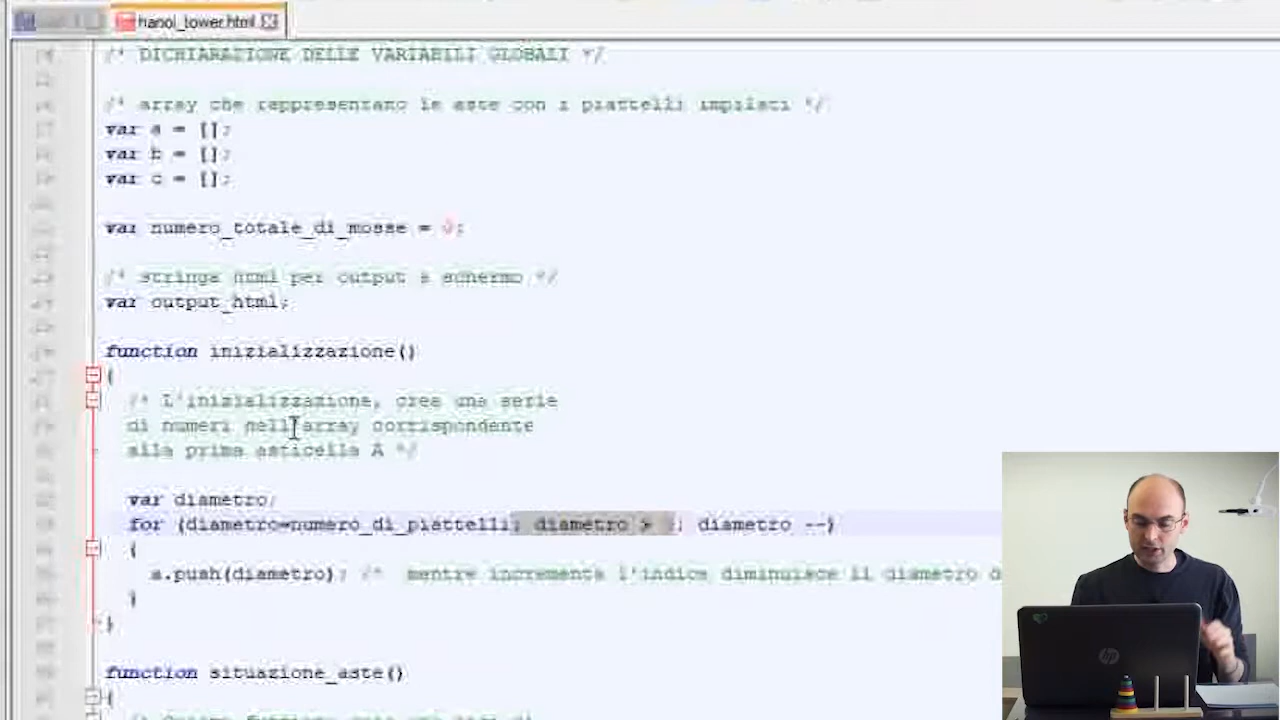 hanoi_tower.html
/* DICHIARAZIONE DELLE VARIABILI GLOBALI */
/* array che rappresentano le aste con i piattelli impilati */
var a = [];
var b = [];
var c = [];
var numero_totale_di_mosse = 0;
/* stringa html per output a schermo */
var output_html;
function inizializzazione()
{
/* L'inizializzazione, crea una serie
di numeri nell'array corrispondente
alla prima asticella A */
var diametro;
for (diametro=numero_di_piattelli; diametro > ; diametro --)
{
a.push(diametro); /* mentre incrementa l'indice diminuisce il diametro
}
}
function situazione_aste()
{
hp